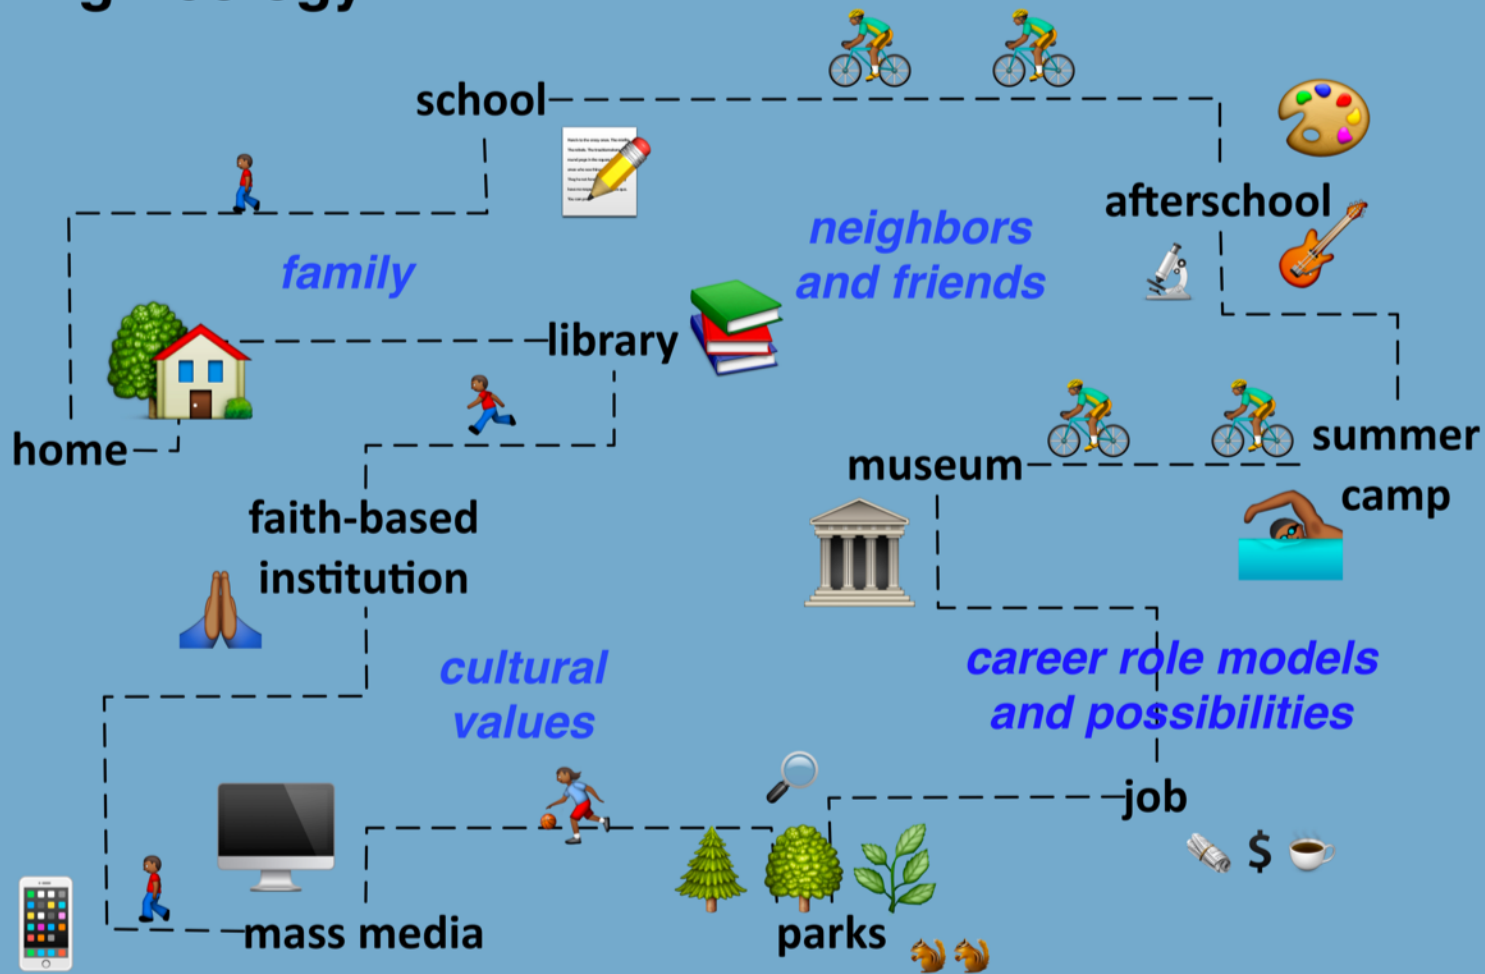 school
afterschool
neighbors
and friends
family
library
home
summer
camp
museum
faith-based
institution
cultural
values
career role models
and possibilities
job
$
mass media
parks